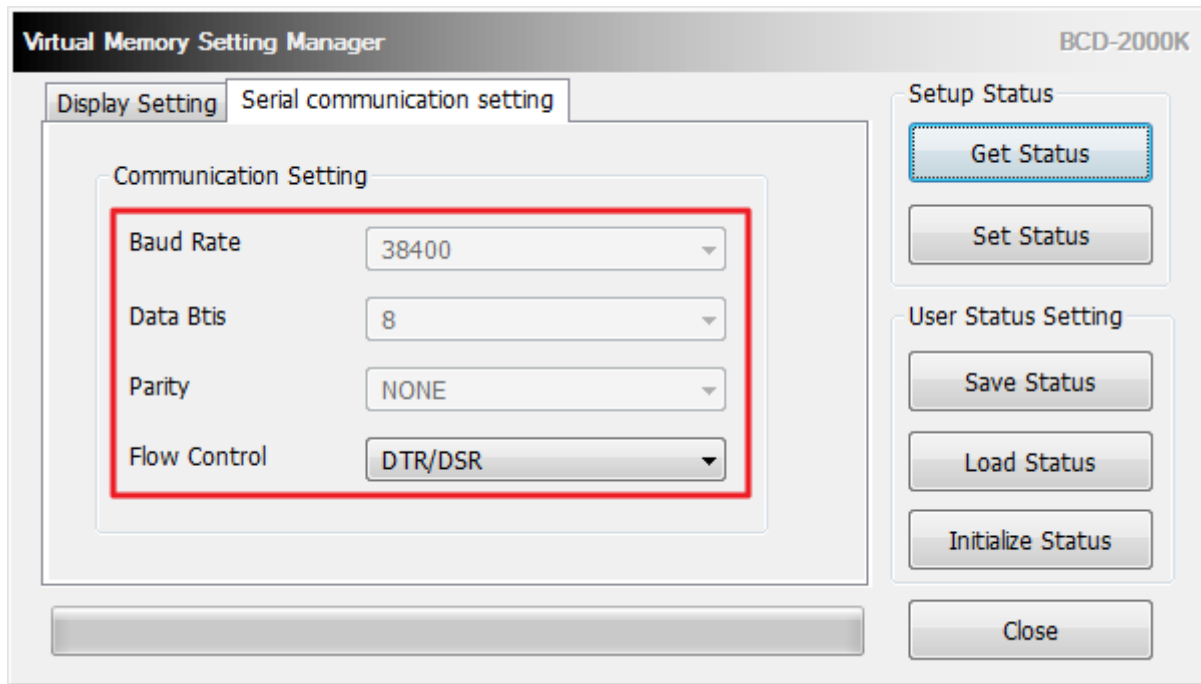 Virtual Memory Setting Manager
BCD-2000K
Display Setting
Serial communication setting
Communication Setting
Baud Rate
38400
Data Btis
8
Parity
NONE
Flow Control
DTR/DSR
Setup Status
Get Status
Set Status
User Status Setting
Save Status
Load Status
Initialize Status
Close